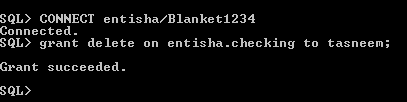 SQL> CONNECT entisha/Blanket1234
Connected.
SQL> grant delete on entisha.checking to tasneem;
Grant succeeded.
SQL>